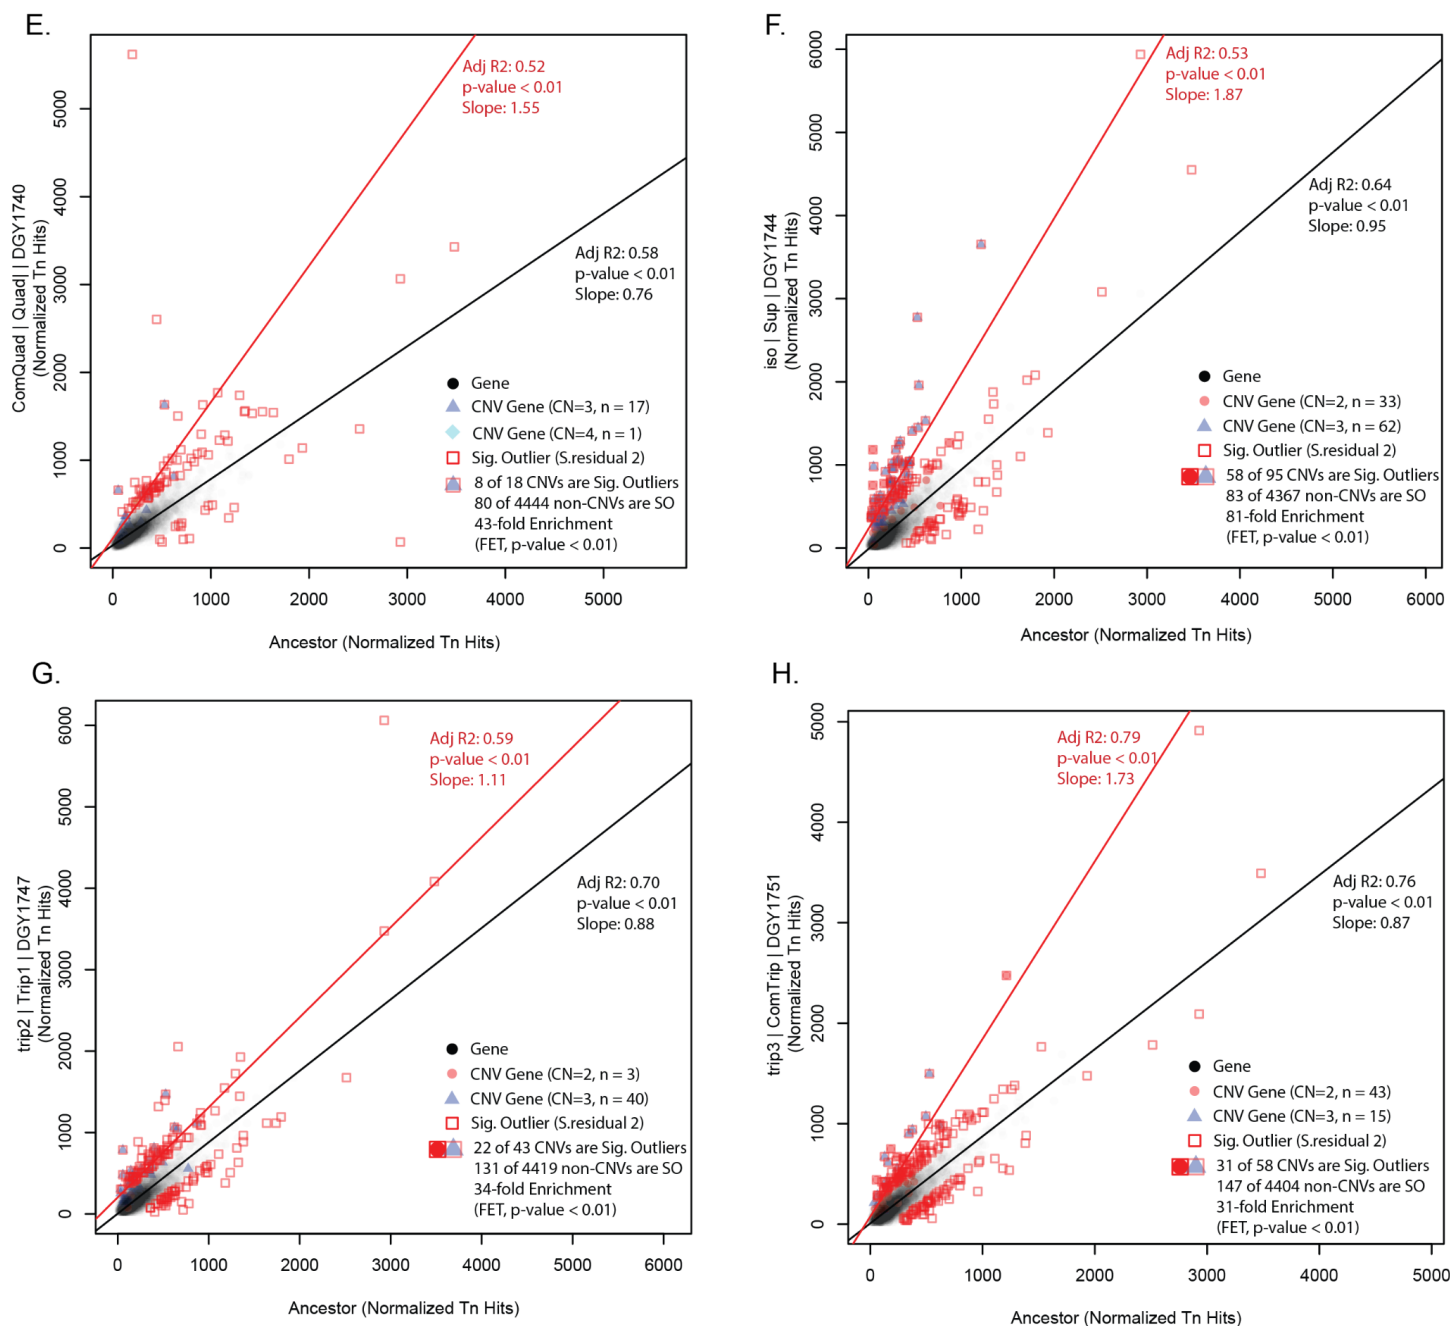 E.
ComQuad | Quad| | DGY1740
(Normalized Tn Hits)
0
1000
2000
3000
4000
5000
Adj R2: 0.52
p-value < 0.01
Slope: 1.55
Adj R2: 0.58
p-value < 0.01
Slope: 0.76
Gene
CNV Gene (CN=3, n = 17)
CNV Gene (CN=4, n = 1)
Sig. Outlier (S.residual 2)
8 of 18 CNVs are Sig. Outliers
80 of 4444 non-CNVs are SO
43-fold Enrichment
(FET, p-value < 0.01)
0 1000 2000 3000 4000 5000
Ancestor (Normalized Tn Hits)
F.
iso | Sup | DGY1744
(Normalized Tn Hits)
0
1000
2000
3000
4000
5000
6000
Adj R2: 0.53
p-value < 0.01
Slope: 1.87
Adj R2: 0.64
p-value < 0.01
Slope: 0.95
Gene
CNV Gene (CN=2, n = 33)
CNV Gene (CN=3, n = 62)
Sig. Outlier (S.residual 2)
58 of 95 CNVs are Sig. Outliers
83 of 4367 non-CNVs are SO
81-fold Enrichment
(FET, p-value < 0.01)
0 1000 2000 3000 4000 5000 6000
Ancestor (Normalized Tn Hits)
G.
trip2 | Trip1 | DGY1747
(Normalized Tn Hits)
0
1000
2000
3000
4000
5000
6000
Adj R2: 0.59
p-value < 0.01
Slope: 1.11
Adj R2: 0.70
p-value < 0.01
Slope: 0.88
Gene
CNV Gene (CN=2, n = 3)
CNV Gene (CN=3, n = 40)
Sig. Outlier (S.residual 2)
22 of 43 CNVs are Sig. Outliers
131 of 4419 non-CNVs are SO
34-fold Enrichment
(FET, p-value < 0.01)
0 1000 2000 3000 4000 5000 6000
Ancestor (Normalized Tn Hits)
H.
trip3 | ComTrip | DGY1751
(Normalized Tn Hits)
0
1000
2000
3000
4000
5000
Adj R2: 0.79
p-value < 0.01
Slope: 1.73
Adj R2: 0.76
p-value < 0.01
Slope: 0.87
Gene
CNV Gene (CN=2, n = 43)
CNV Gene (CN=3, n = 15)
Sig. Outlier (S.residual 2)
31 of 58 CNVs are Sig. Outliers
147 of 4404 non-CNVs are SO
31-fold Enrichment
(FET, p-value < 0.01)
0 1000 2000 3000 4000 5000
Ancestor (Normalized Tn Hits)